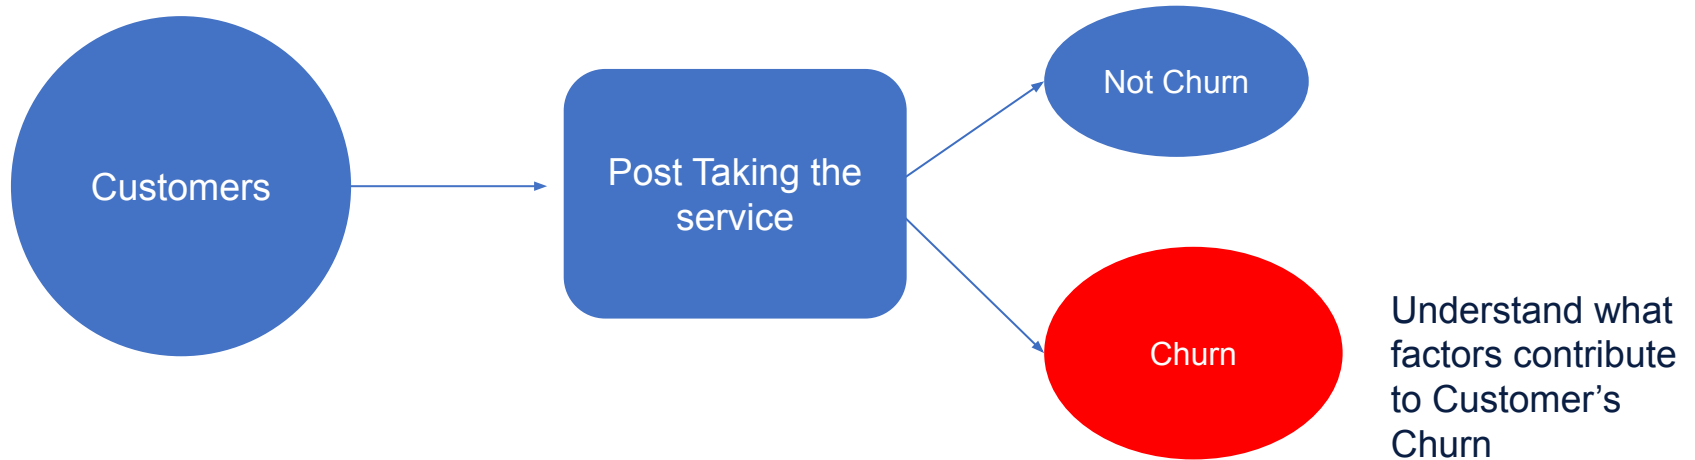 Customers
Post Taking the
service
Not Churn
Churn
Understand what
factors contribute
to Customer’s
Churn